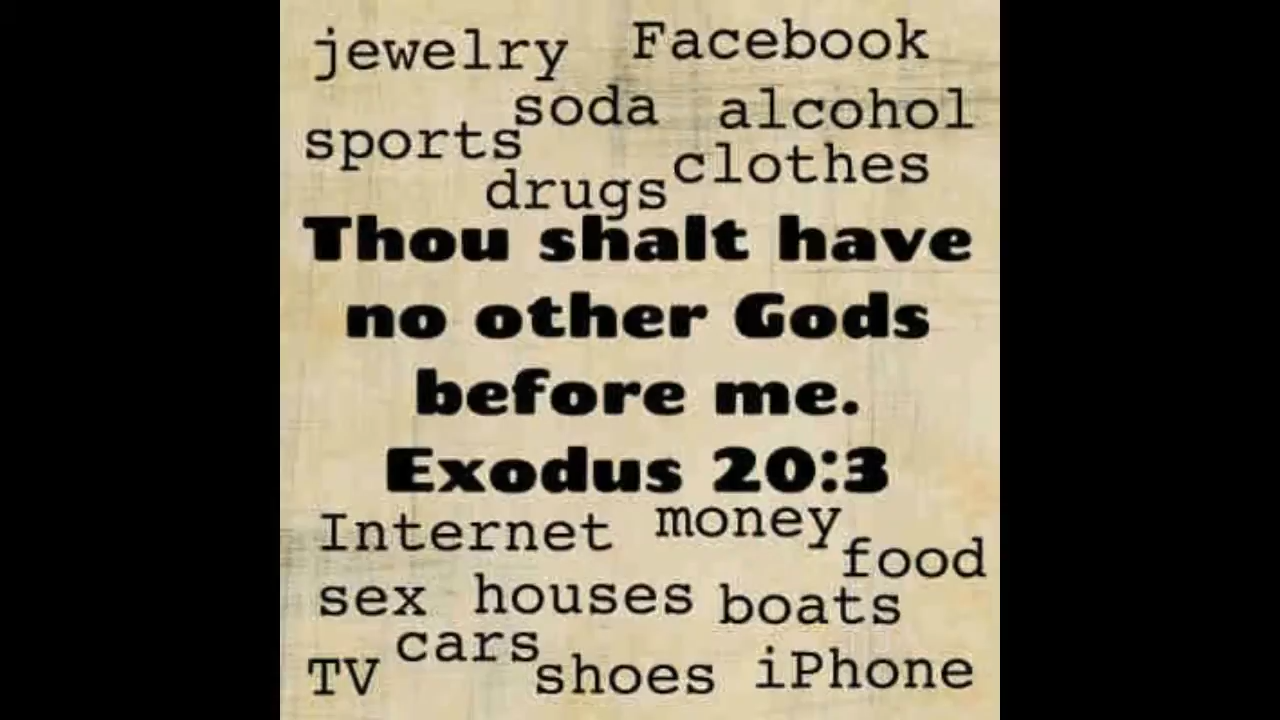 jewelry Facebook
soda alcohol
sports clothes
drugs
Thou shalt have
no other Gods
before me.
Exodus 20:3
Internet money
food
sex houses boats
cars
TV shoes iPhone